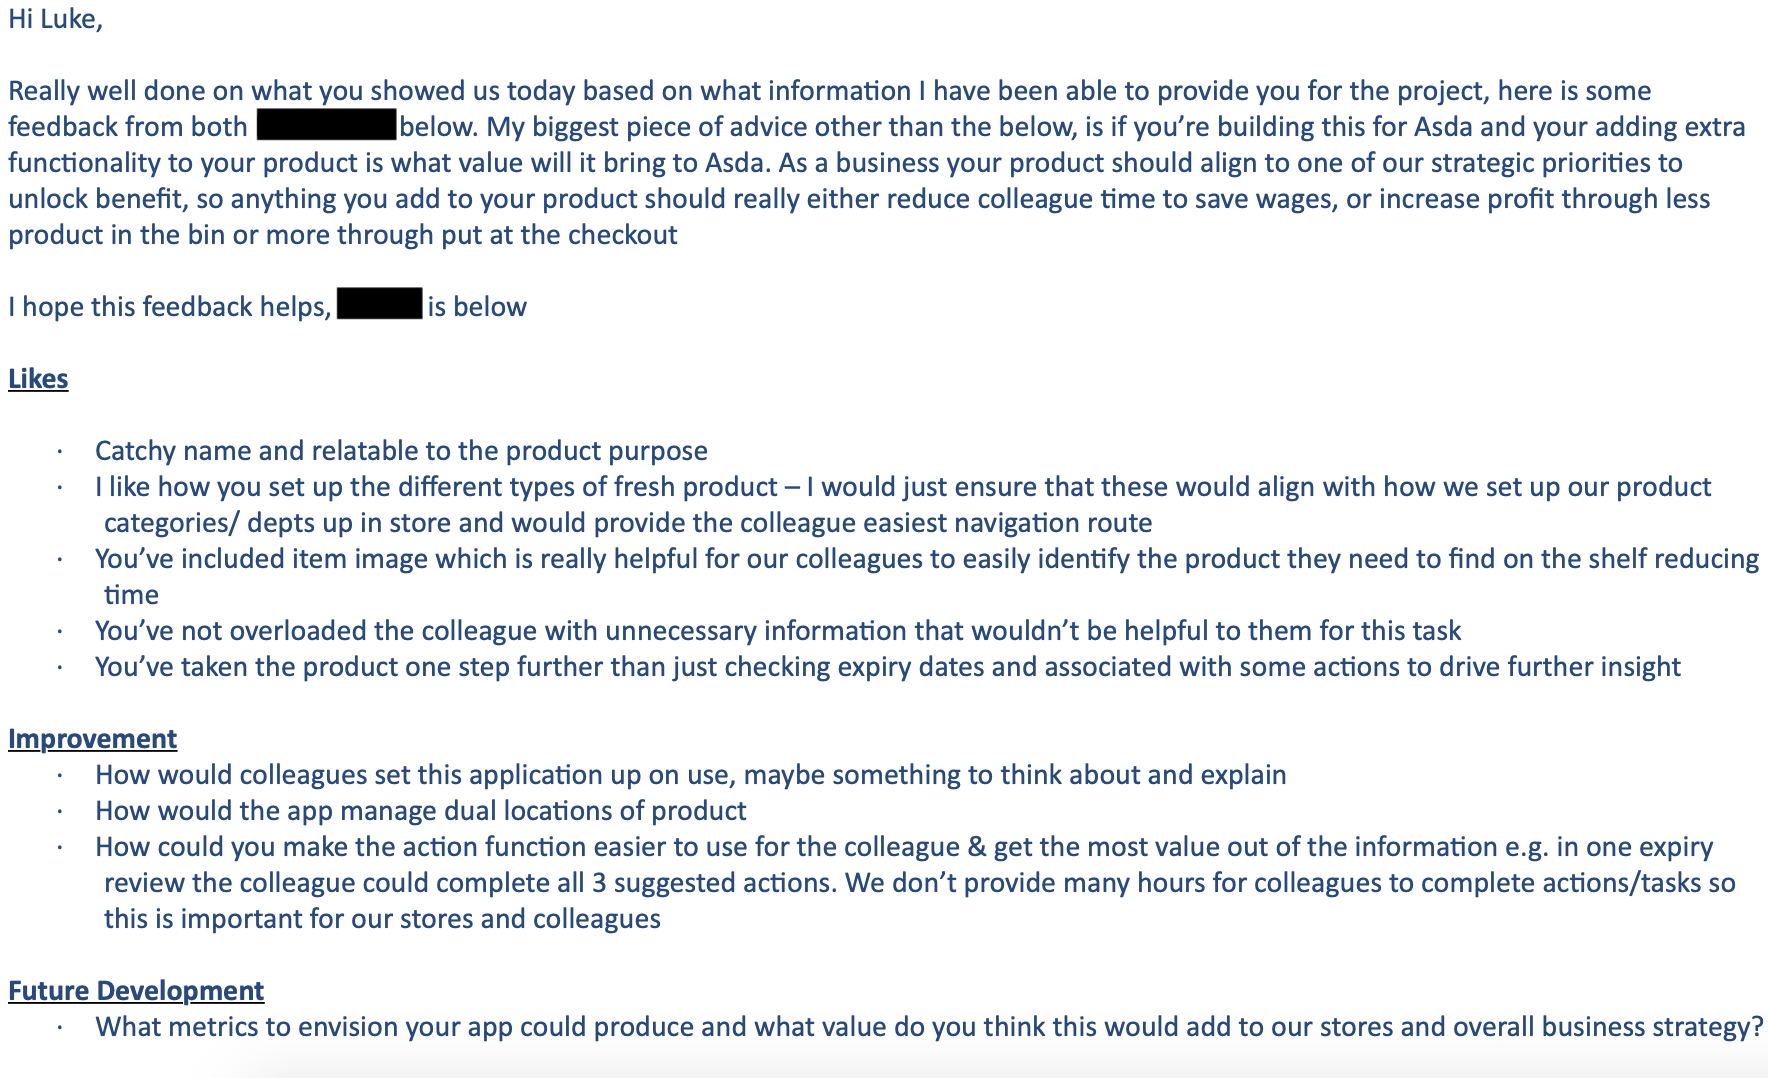 Hi Luke,
Really well done on what you showed us today based on what information I have been able to provide you for the project, here is some
feedback from both below. My biggest piece of advice other than the below, is if you’re building this for Asda and your adding extra
functionality to your product is what value will it bring to Asda. As a business your product should align to one of our strategic priorities to
unlock benefit, so anything you add to your product should really either reduce colleague time to save wages, or increase profit through less
product in the bin or more through put at the checkout
I hope this feedback helps, is below
Likes
· Catchy name and relatable to the product purpose
· I like how you set up the different types of fresh product – I would just ensure that these would align with how we set up our product
categories/ depts up in store and would provide the colleague easiest navigation route
· You’ve included item image which is really helpful for our colleagues to easily identify the product they need to find on the shelf reducing
time
· You’ve not overloaded the colleague with unnecessary information that wouldn’t be helpful to them for this task
· You’ve taken the product one step further than just checking expiry dates and associated with some actions to drive further insight
Improvement
· How would colleagues set this application up on use, maybe something to think about and explain
· How would the app manage dual locations of product
· How could you make the action function easier to use for the colleague & get the most value out of the information e.g. in one expiry
review the colleague could complete all 3 suggested actions. We don’t provide many hours for colleagues to complete actions/tasks so
this is important for our stores and colleagues
Future Development
· What metrics to envision your app could produce and what value do you think this would add to our stores and overall business strategy?